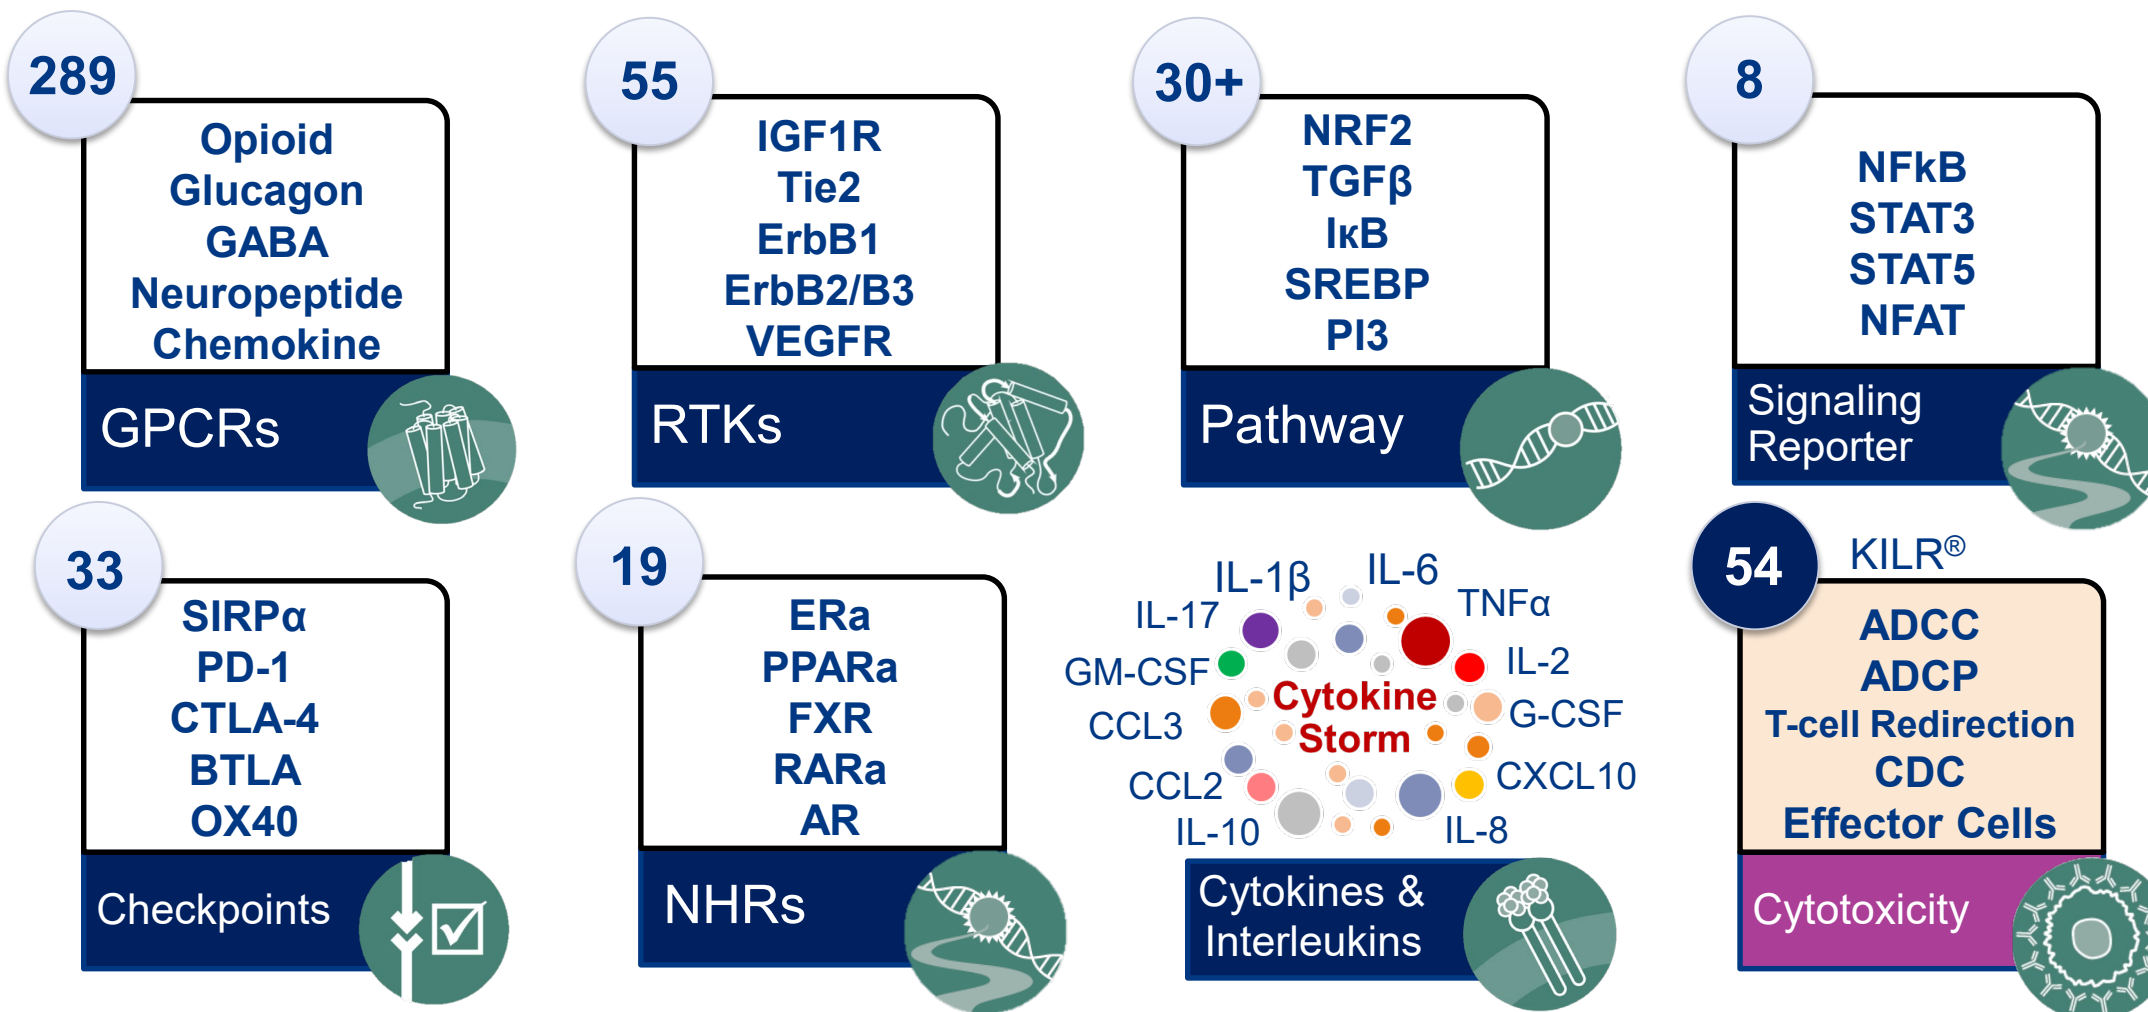 289
Opioid
Glucagon
GABA
Neuropeptide
Chemokine
GPCRs
55
IGF1R
Tie2
ErbB1
ErbB2/B3
VEGFR
RTKs
30+
NRF2
TGFβ
IκB
SREBP
PI3
Pathway
8
NFkB
STAT3
STAT5
NFAT
Signaling
Reporter
33
SIRPα
PD-1
CTLA-4
BTLA
OX40
Checkpoints
19
ERa
PPARa
FXR
RARa
AR
NHRs
IL-1β
IL-6
IL-17
TNFα
GM-CSF
IL-2
CCL3
G-CSF
Cytokine
Storm
CCL2
CXCL10
IL-10
IL-8
Cytokines &
Interleukins
54
KILR®
ADCC
ADCP
T-cell Redirection
CDC
Effector Cells
Cytotoxicity